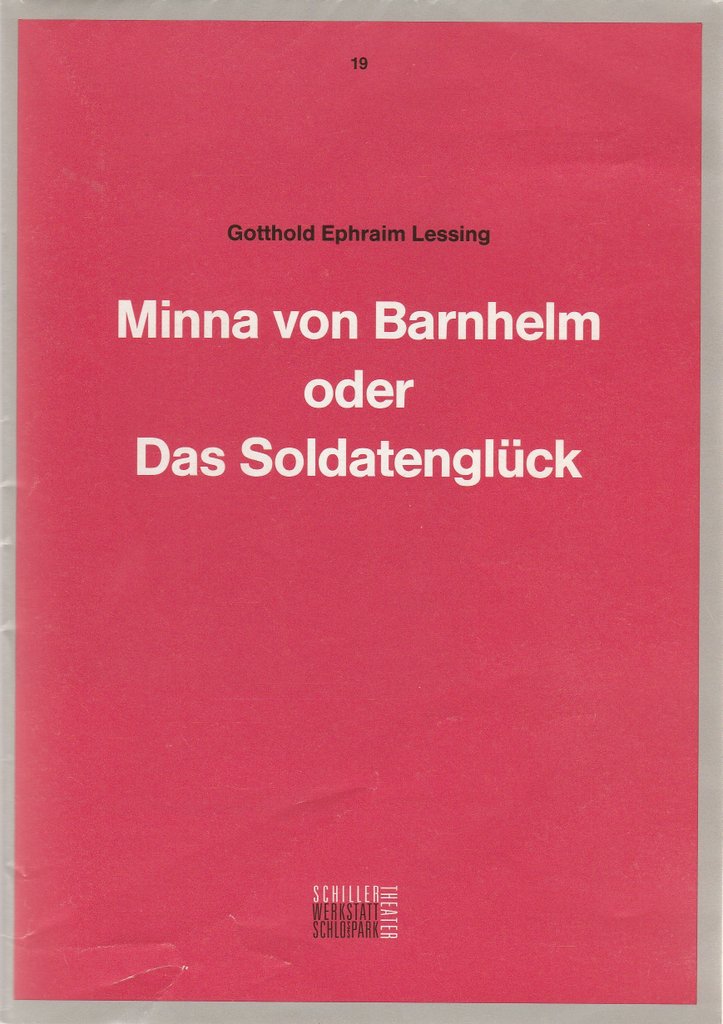 19
Gotthold Ephraim Lessing
Minna von Barnhelm
oder
Das Soldatenglück
SCHILLER
WERKSTATT
SCHLOSSPARK
THEATER